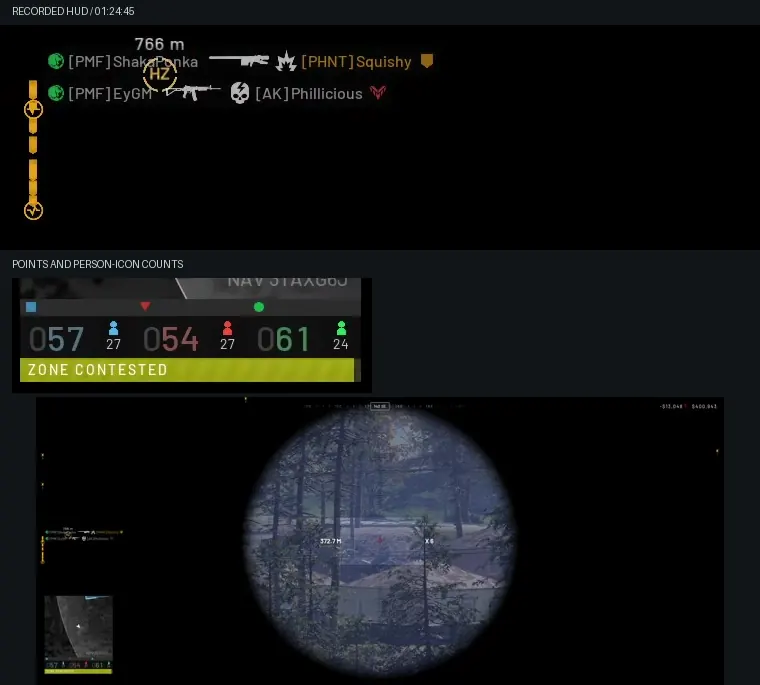 RECORDED HUD / 01:24:45
766 m
[PMF]ShakaPonka [PHNT]Squishy
HZ
[PMF]EyGM [AK]Phillicious
POINTS AND PERSON-ICON COUNTS
057 27 054 27 061 24
ZONE CONTESTED
372.7 M X 6